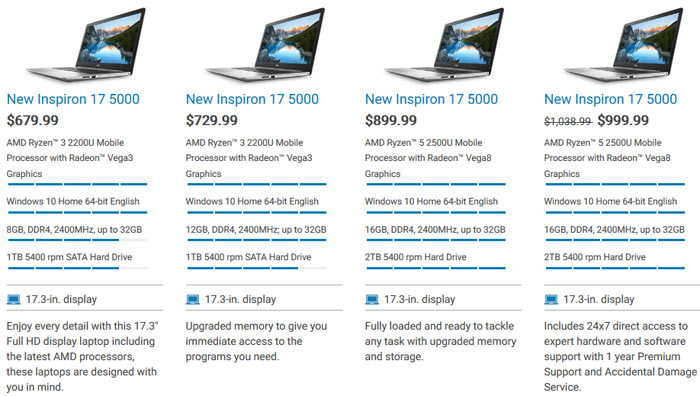 New Inspiron 17 5000
$679.99
AMD Ryzen™ 3 2200U Mobile
Processor with Radeon™ Vega3
Graphics
Windows 10 Home 64-bit English
8GB, DDR4, 2400MHz, up to 32GB
1TB 5400 rpm SATA Hard Drive
17.3-in. display
Enjoy every detail with this 17.3"
Full HD display laptop including
the latest AMD processors,
these laptops are designed with
you in mind.
New Inspiron 17 5000
$729.99
AMD Ryzen™ 3 2200U Mobile
Processor with Radeon™ Vega3
Graphics
Windows 10 Home 64-bit English
12GB, DDR4, 2400MHz; up to 32GB
1TB 5400 rpm SATA Hard Drive
17.3-in. display
Upgraded memory to give you
immediate access to the
programs you need.
New Inspiron 17 5000
$899.99
AMD Ryzen™ 5 2500U Mobile
Processor with Radeon™ Vega8
Graphics
Windows 10 Home 64-bit English
16GB, DDR4, 2400MHz, up to 32GB
2TB 5400 rpm Hard Drive
17.3-in. display
Fully loaded and ready to tackle
any task with upgraded memory
and storage.
New Inspiron 17 5000
$1,038.99 $999.99
AMD Ryzen™ 5 2500U Mobile
Processor with Radeon™ Vega8
Graphics
Windows 10 Home 64-bit English
16GB, DDR4, 2400MHz, up to 32GB
2TB 5400 rpm Hard Drive
17.3-in. display
Includes 24x7 direct access to
expert hardware and software
support with 1 year Premium
Support and Accidental Damage
Service.